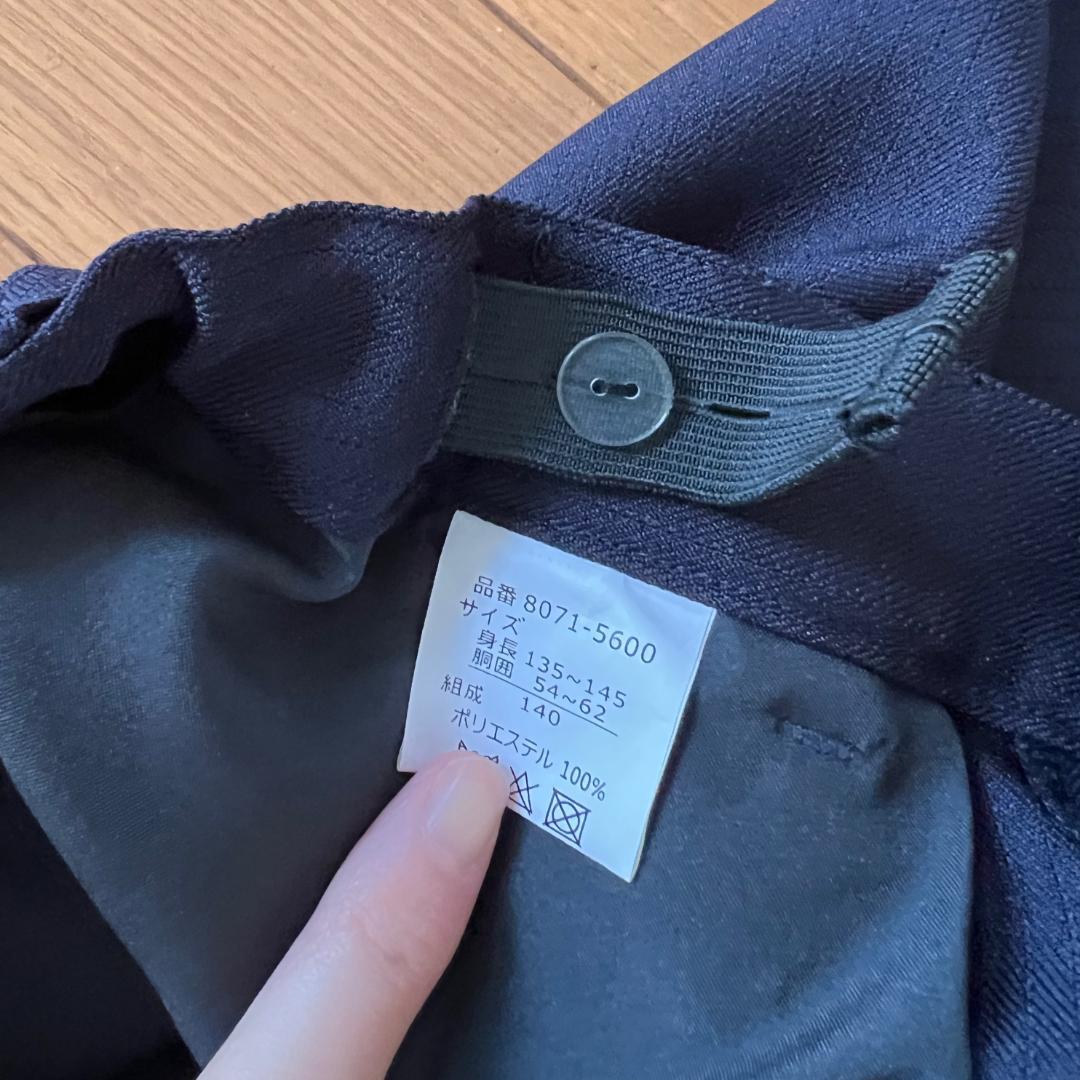 品番 8071-5600
サイズ
身長 135~145
胴囲 54~62
140
組成
ポリエステル 100%